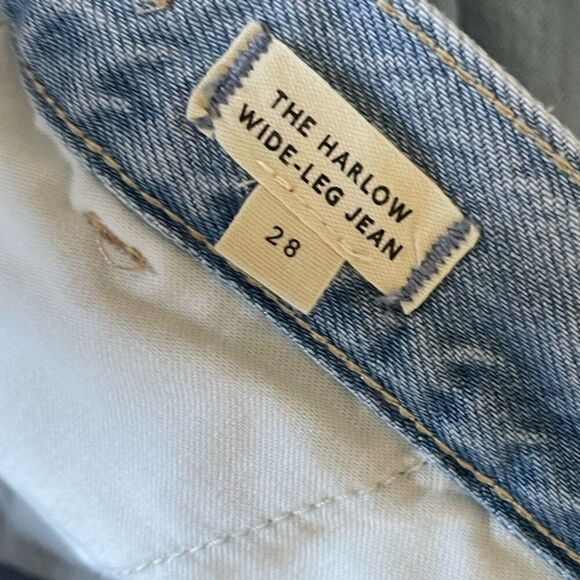 THE HARLOW
WIDE-LEG JEAN
28